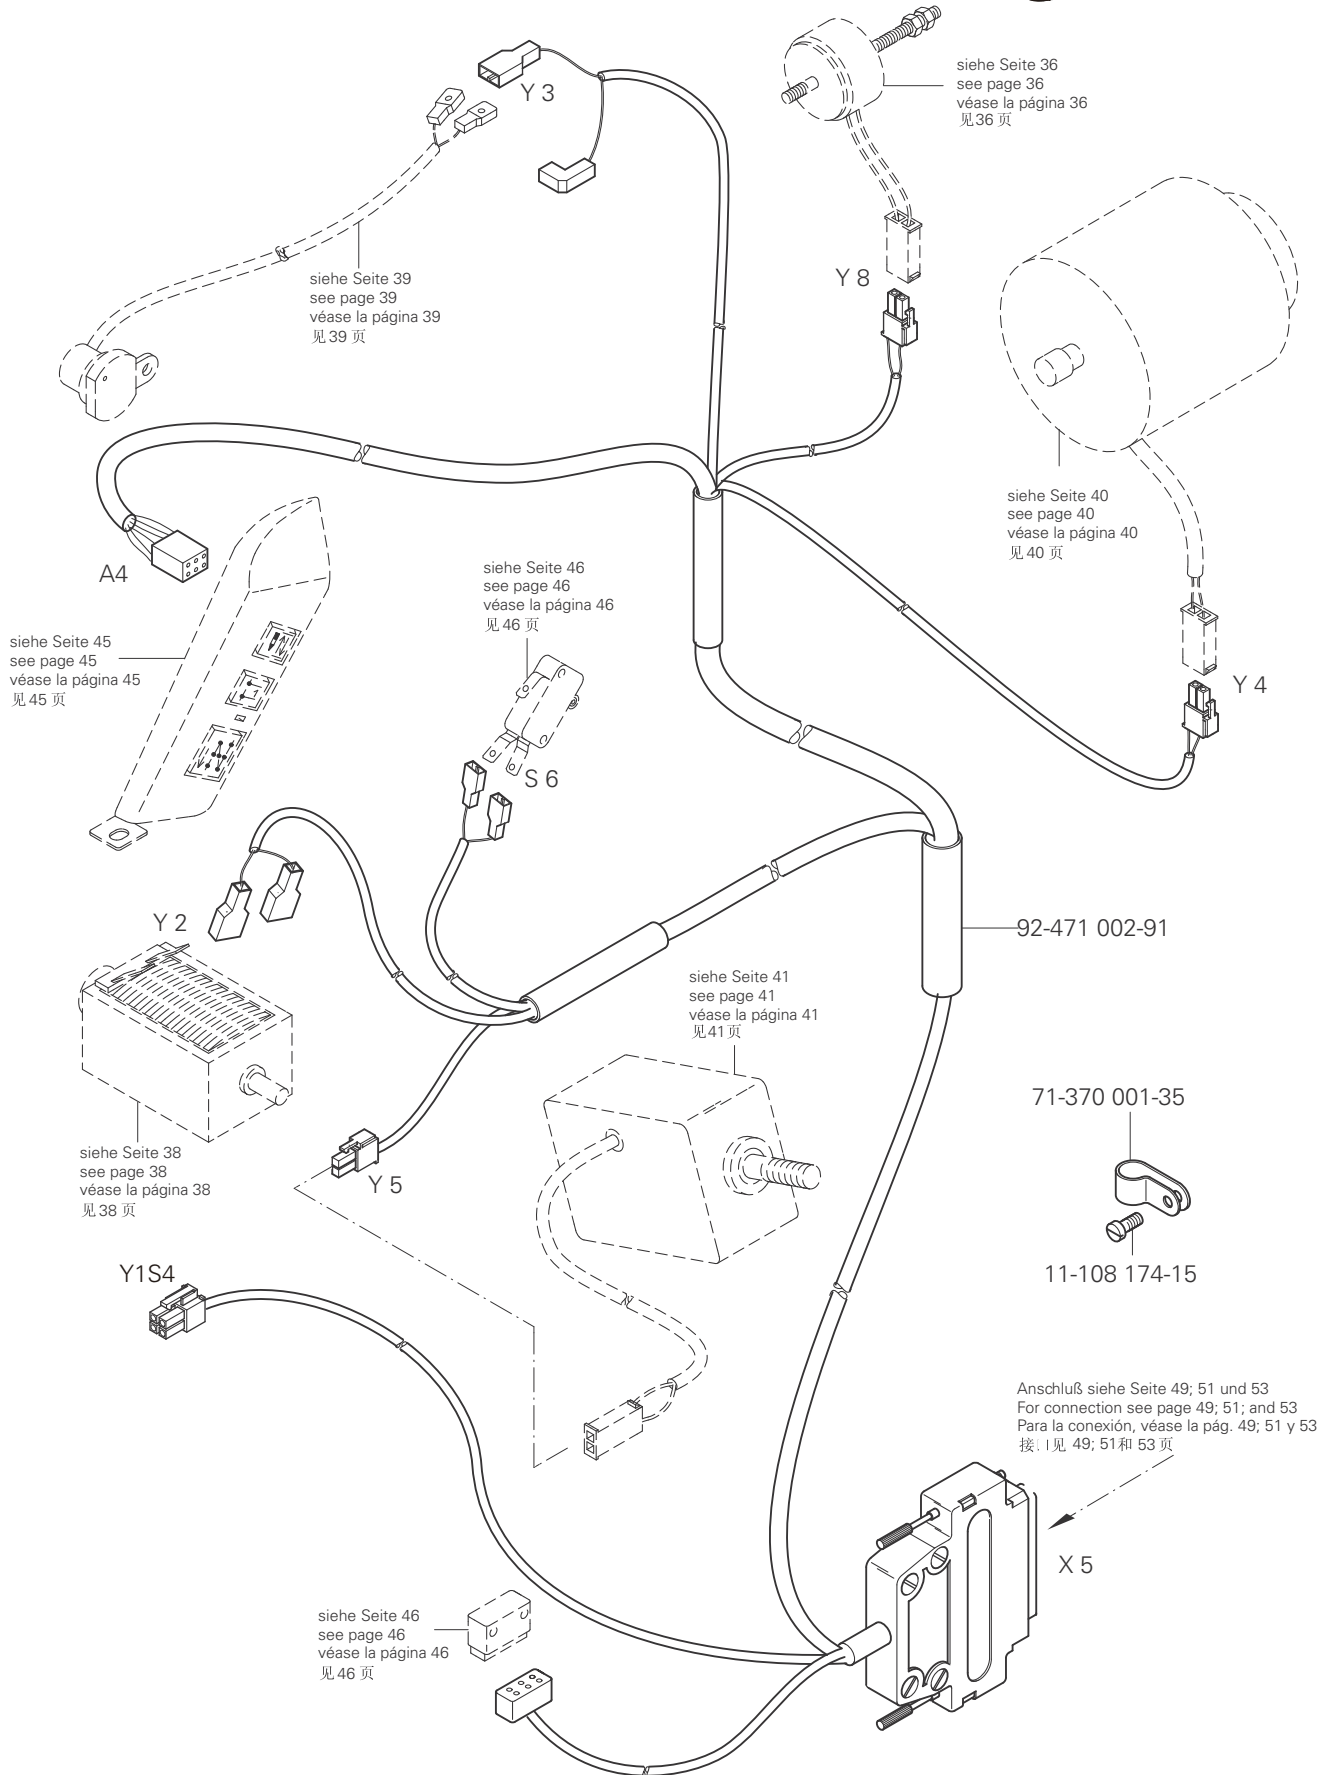 Y 3
siehe Seite 36
see page 36
véase la página 36
见36 页
siehe Seite 39
see page 39
véase la página 39
见39 页
Y 8
siehe Seite 40
see page 40
véase la página 40
见40 页
A4
siehe Seite 46
see page 46
véase la página 46
见46 页
siehe Seite 45
see page 45
véase la página 45
见45 页
Y 4
S 6
Y 2
92-471 002-91
siehe Seite 41
see page 41
véase la página 41
见41页
71-370 001-35
siehe Seite 38
see page 38
véase la página 38
见38 页
Y 5
11-108 174-15
Y1S4
Anschluß siehe Seite 49; 51 und 53
For connection see page 49; 51; and 53
Para la conexión, véase la pág. 49; 51 y 53
接口见 49; 51和 53页
X 5
siehe Seite 46
see page 46
véase la página 46
见46 页